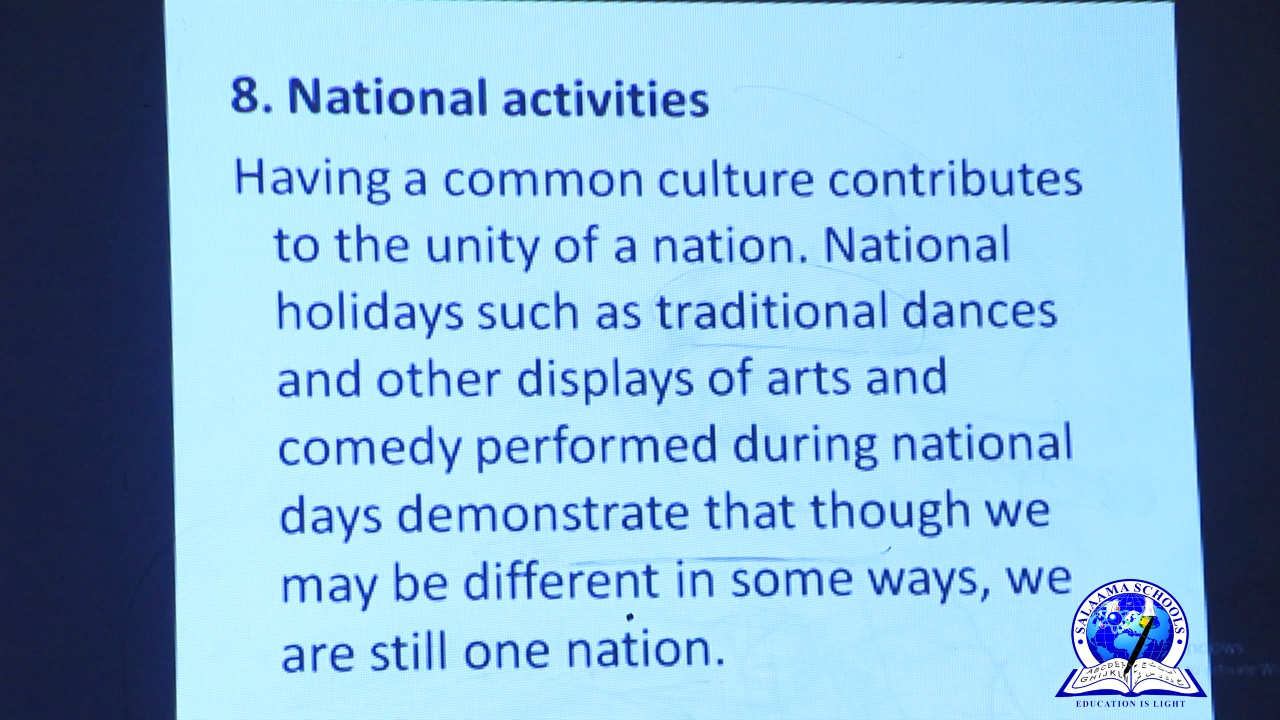 8. National activities
Having a common culture contributes
to the unity of a nation. National
holidays such as traditional dances
and other displays of arts and
comedy performed during national
days demonstrate that though we
may be different in some ways, we
are still one nation.
SALAAMA SCHOOLS
EDUCATION IS LIGHT